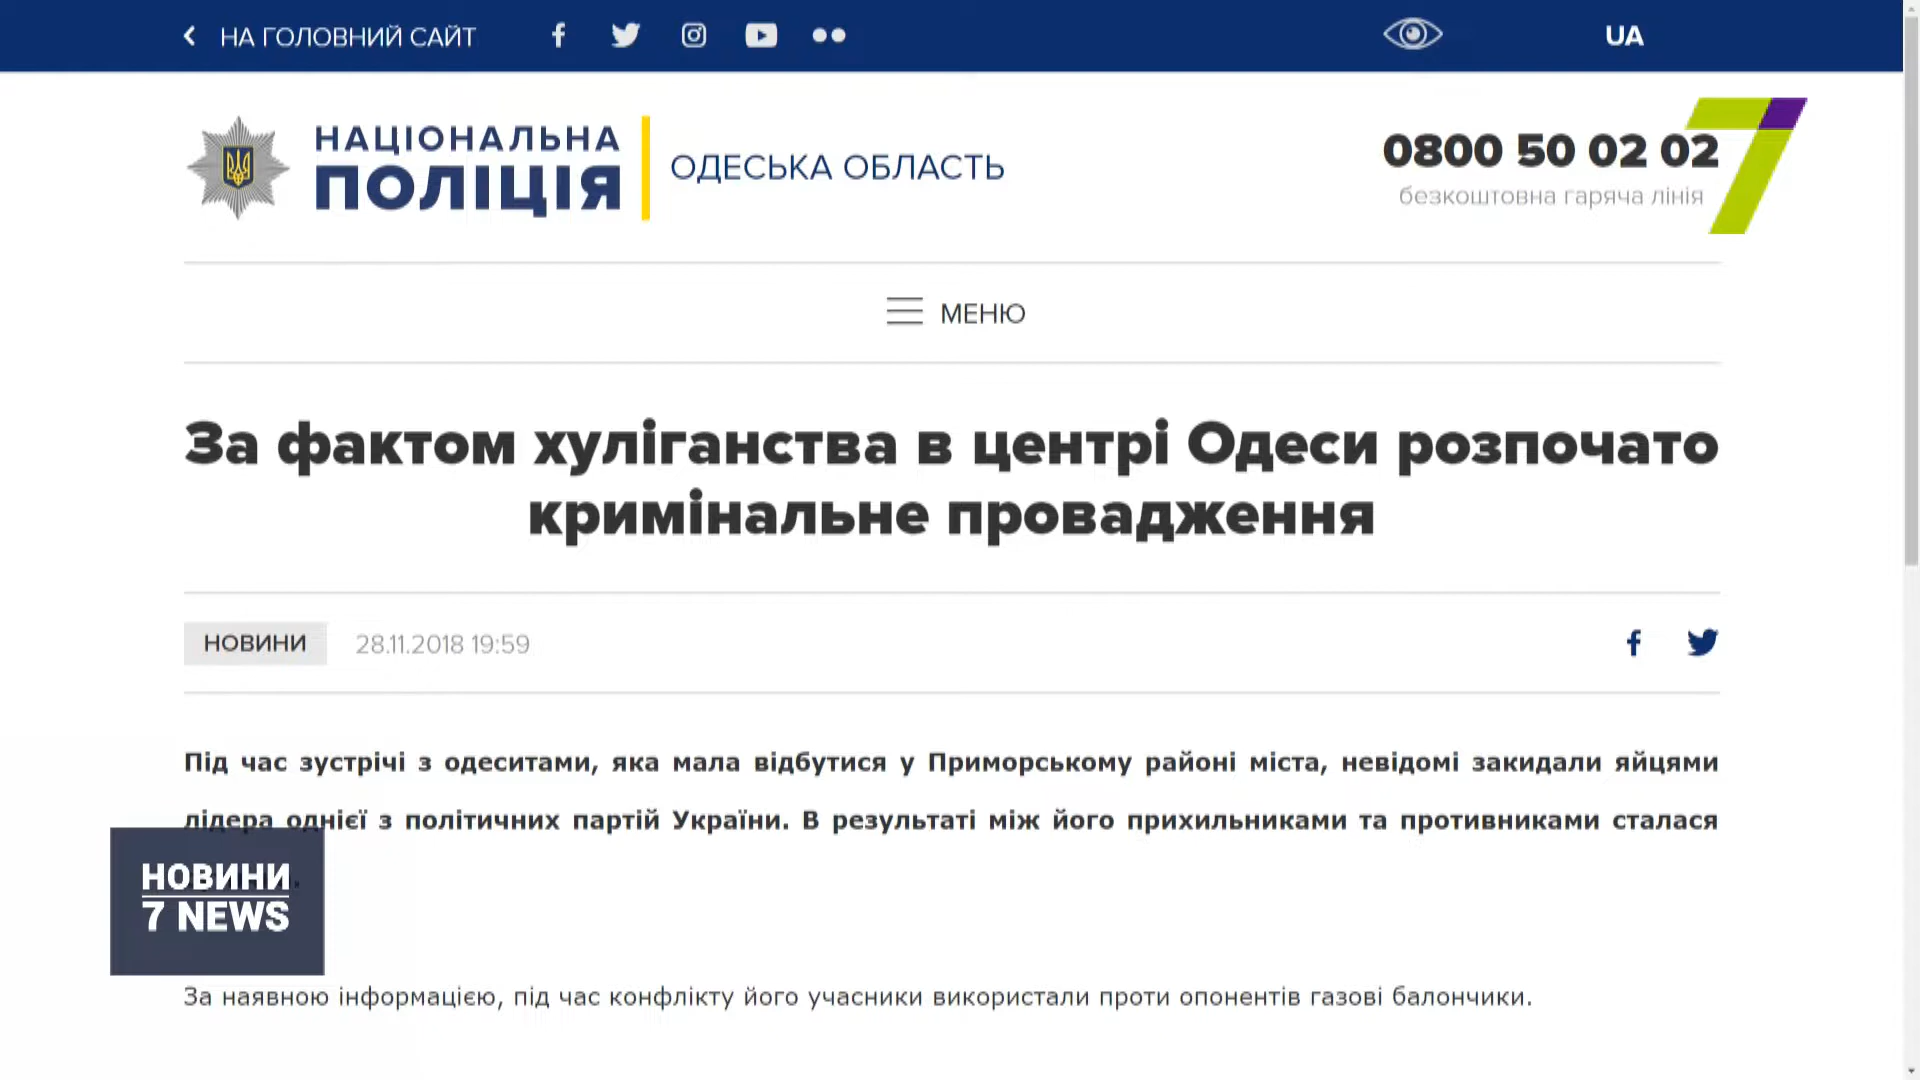 НА ГОЛОВНИЙ САЙТ
UA
НАЦІОНАЛЬНА
ПОЛІЦІЯ
ОДЕСЬКА ОБЛАСТЬ
0800 50 02 02
безкоштовна гаряча лінія
7
МЕНЮ
За фактом хуліганства в центрі Одеси розпочато
кримінальне провадження
НОВИНИ
28.11.2018 19:59
Під час зустрічі з одеситами, яка мала відбутися у Приморському районі міста, невідомі закидали яйцями
лідера однієї з політичних партій України. В результаті між його прихильниками та противниками сталася
НОВИНИ
7 NEWS
За наявною інформацією, під час конфлікту його учасники використали проти опонентів газові балончики.